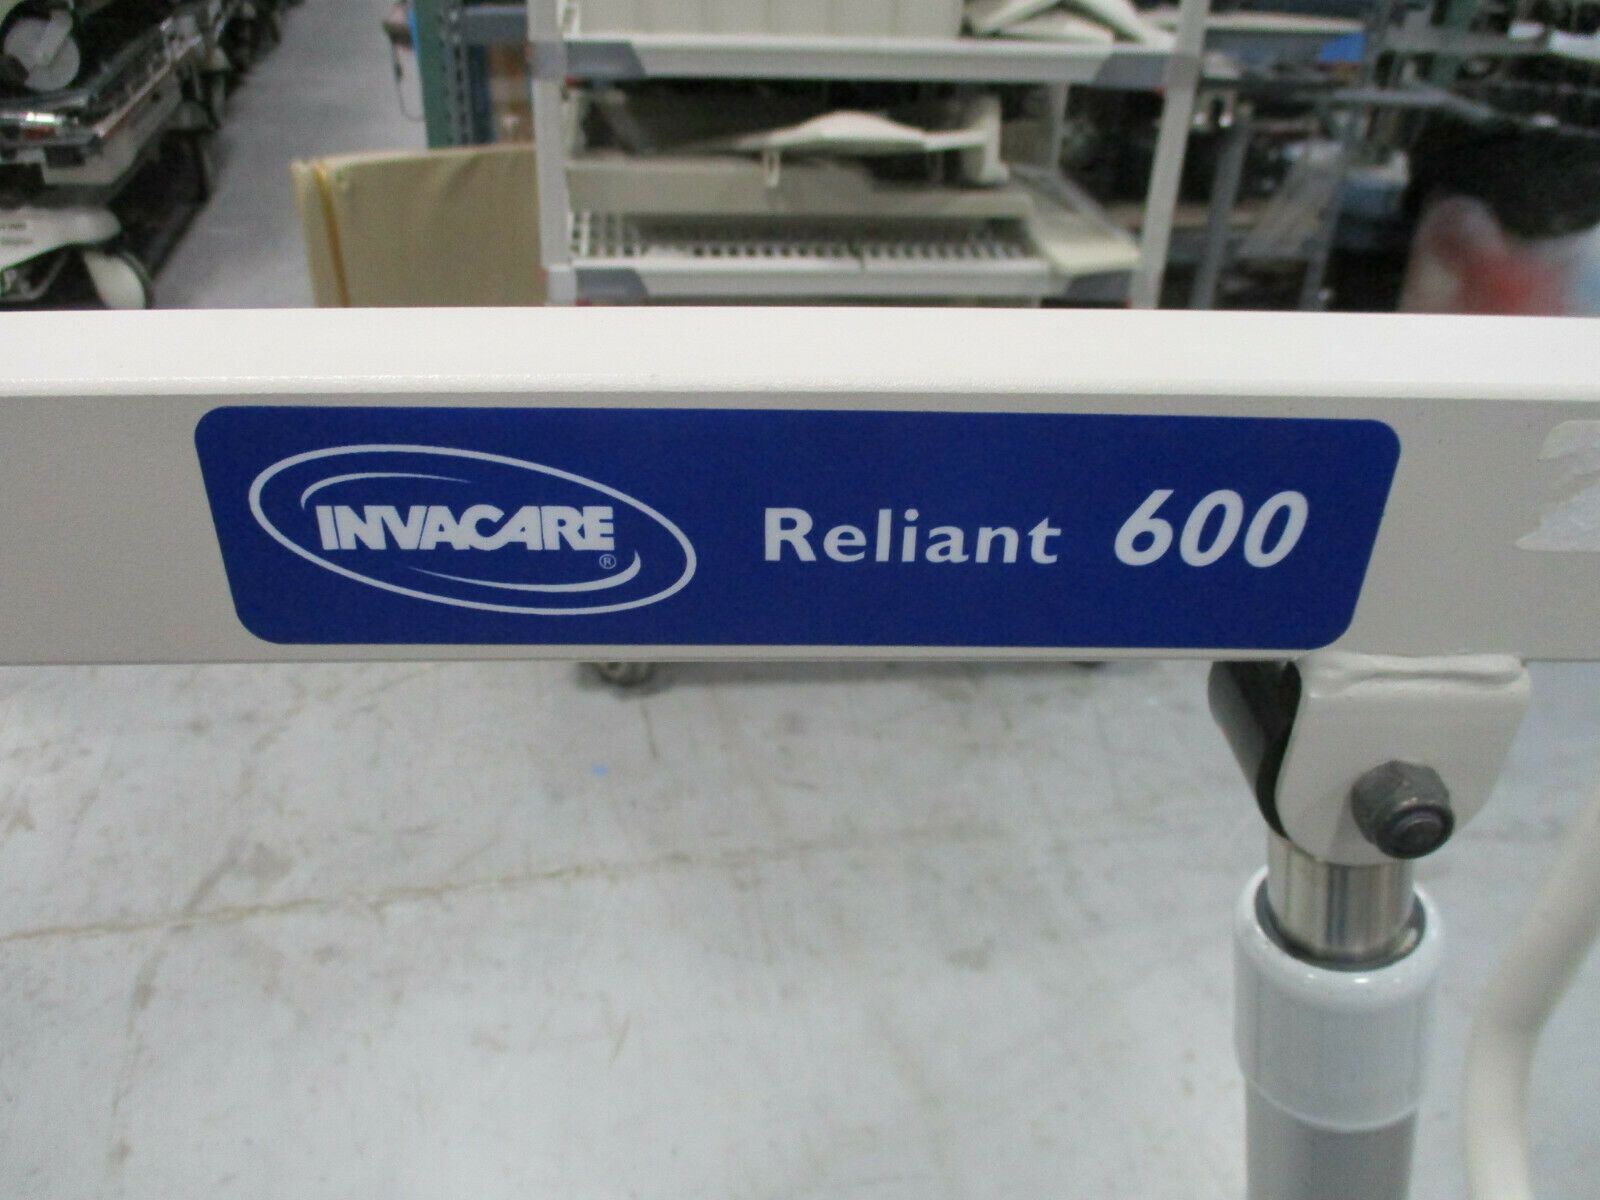 INVACARE ® Reliant 600